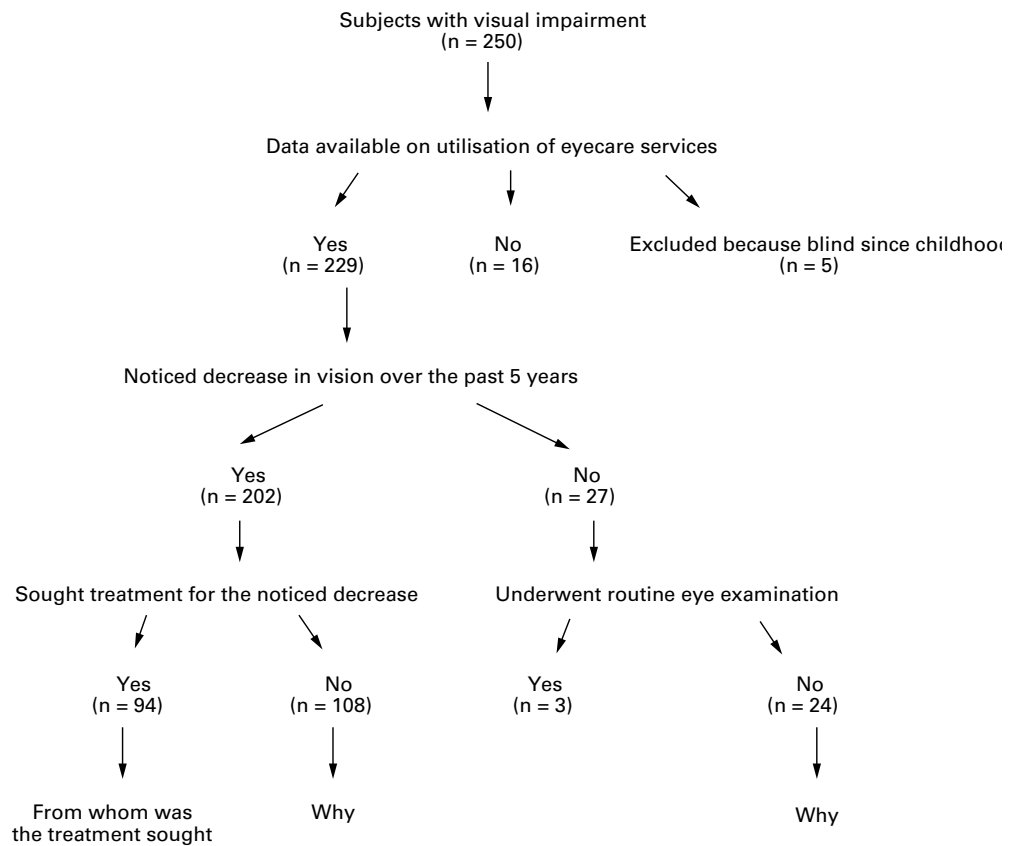 Subjects with visual impairment
(n = 250)
Data available on utilisation of eyecare services
Yes
(n = 229)
No
(n = 16)
Excluded because blind since childhood
(n = 5)
Noticed decrease in vision over the past 5 years
Yes
(n = 202)
No
(n = 27)
Sought treatment for the noticed decrease
Underwent routine eye examination
Yes
(n = 94)
No
(n = 108)
Yes
(n = 3)
No
(n = 24)
From whom was
the treatment sought
Why
Why